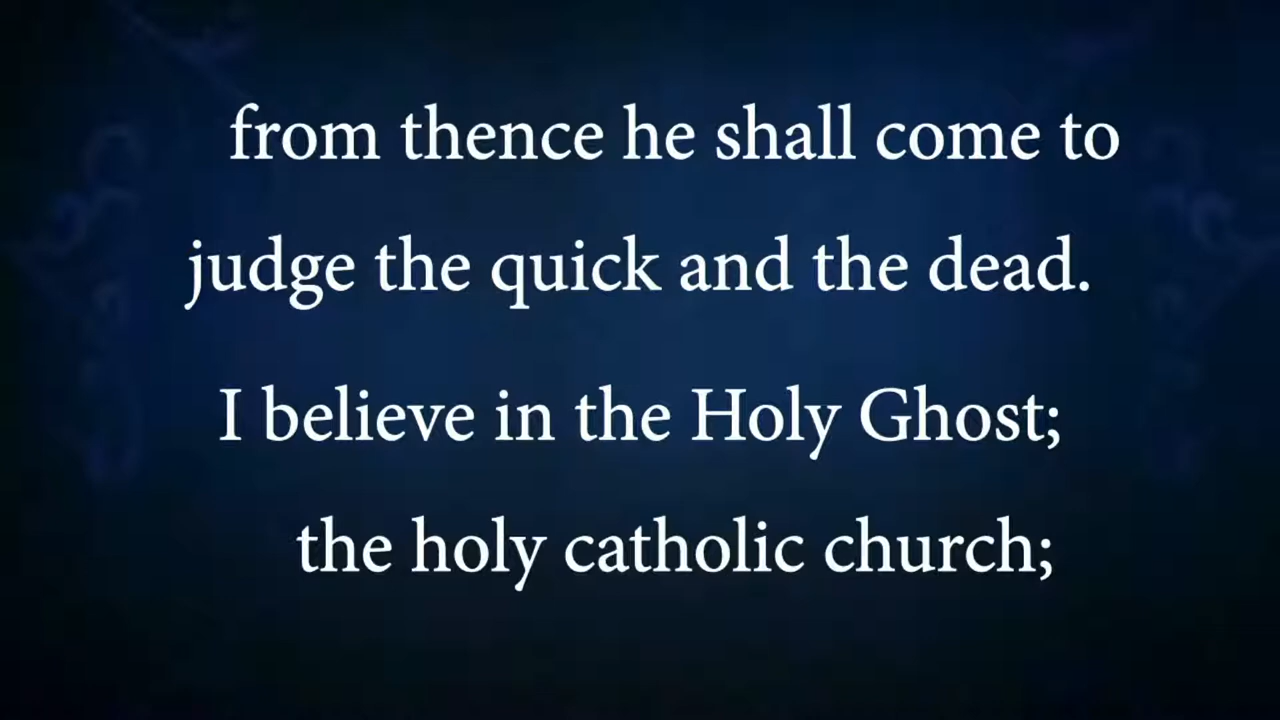 from thence he shall come to
judge the quick and the dead.
I believe in the Holy Ghost;
the holy catholic church;